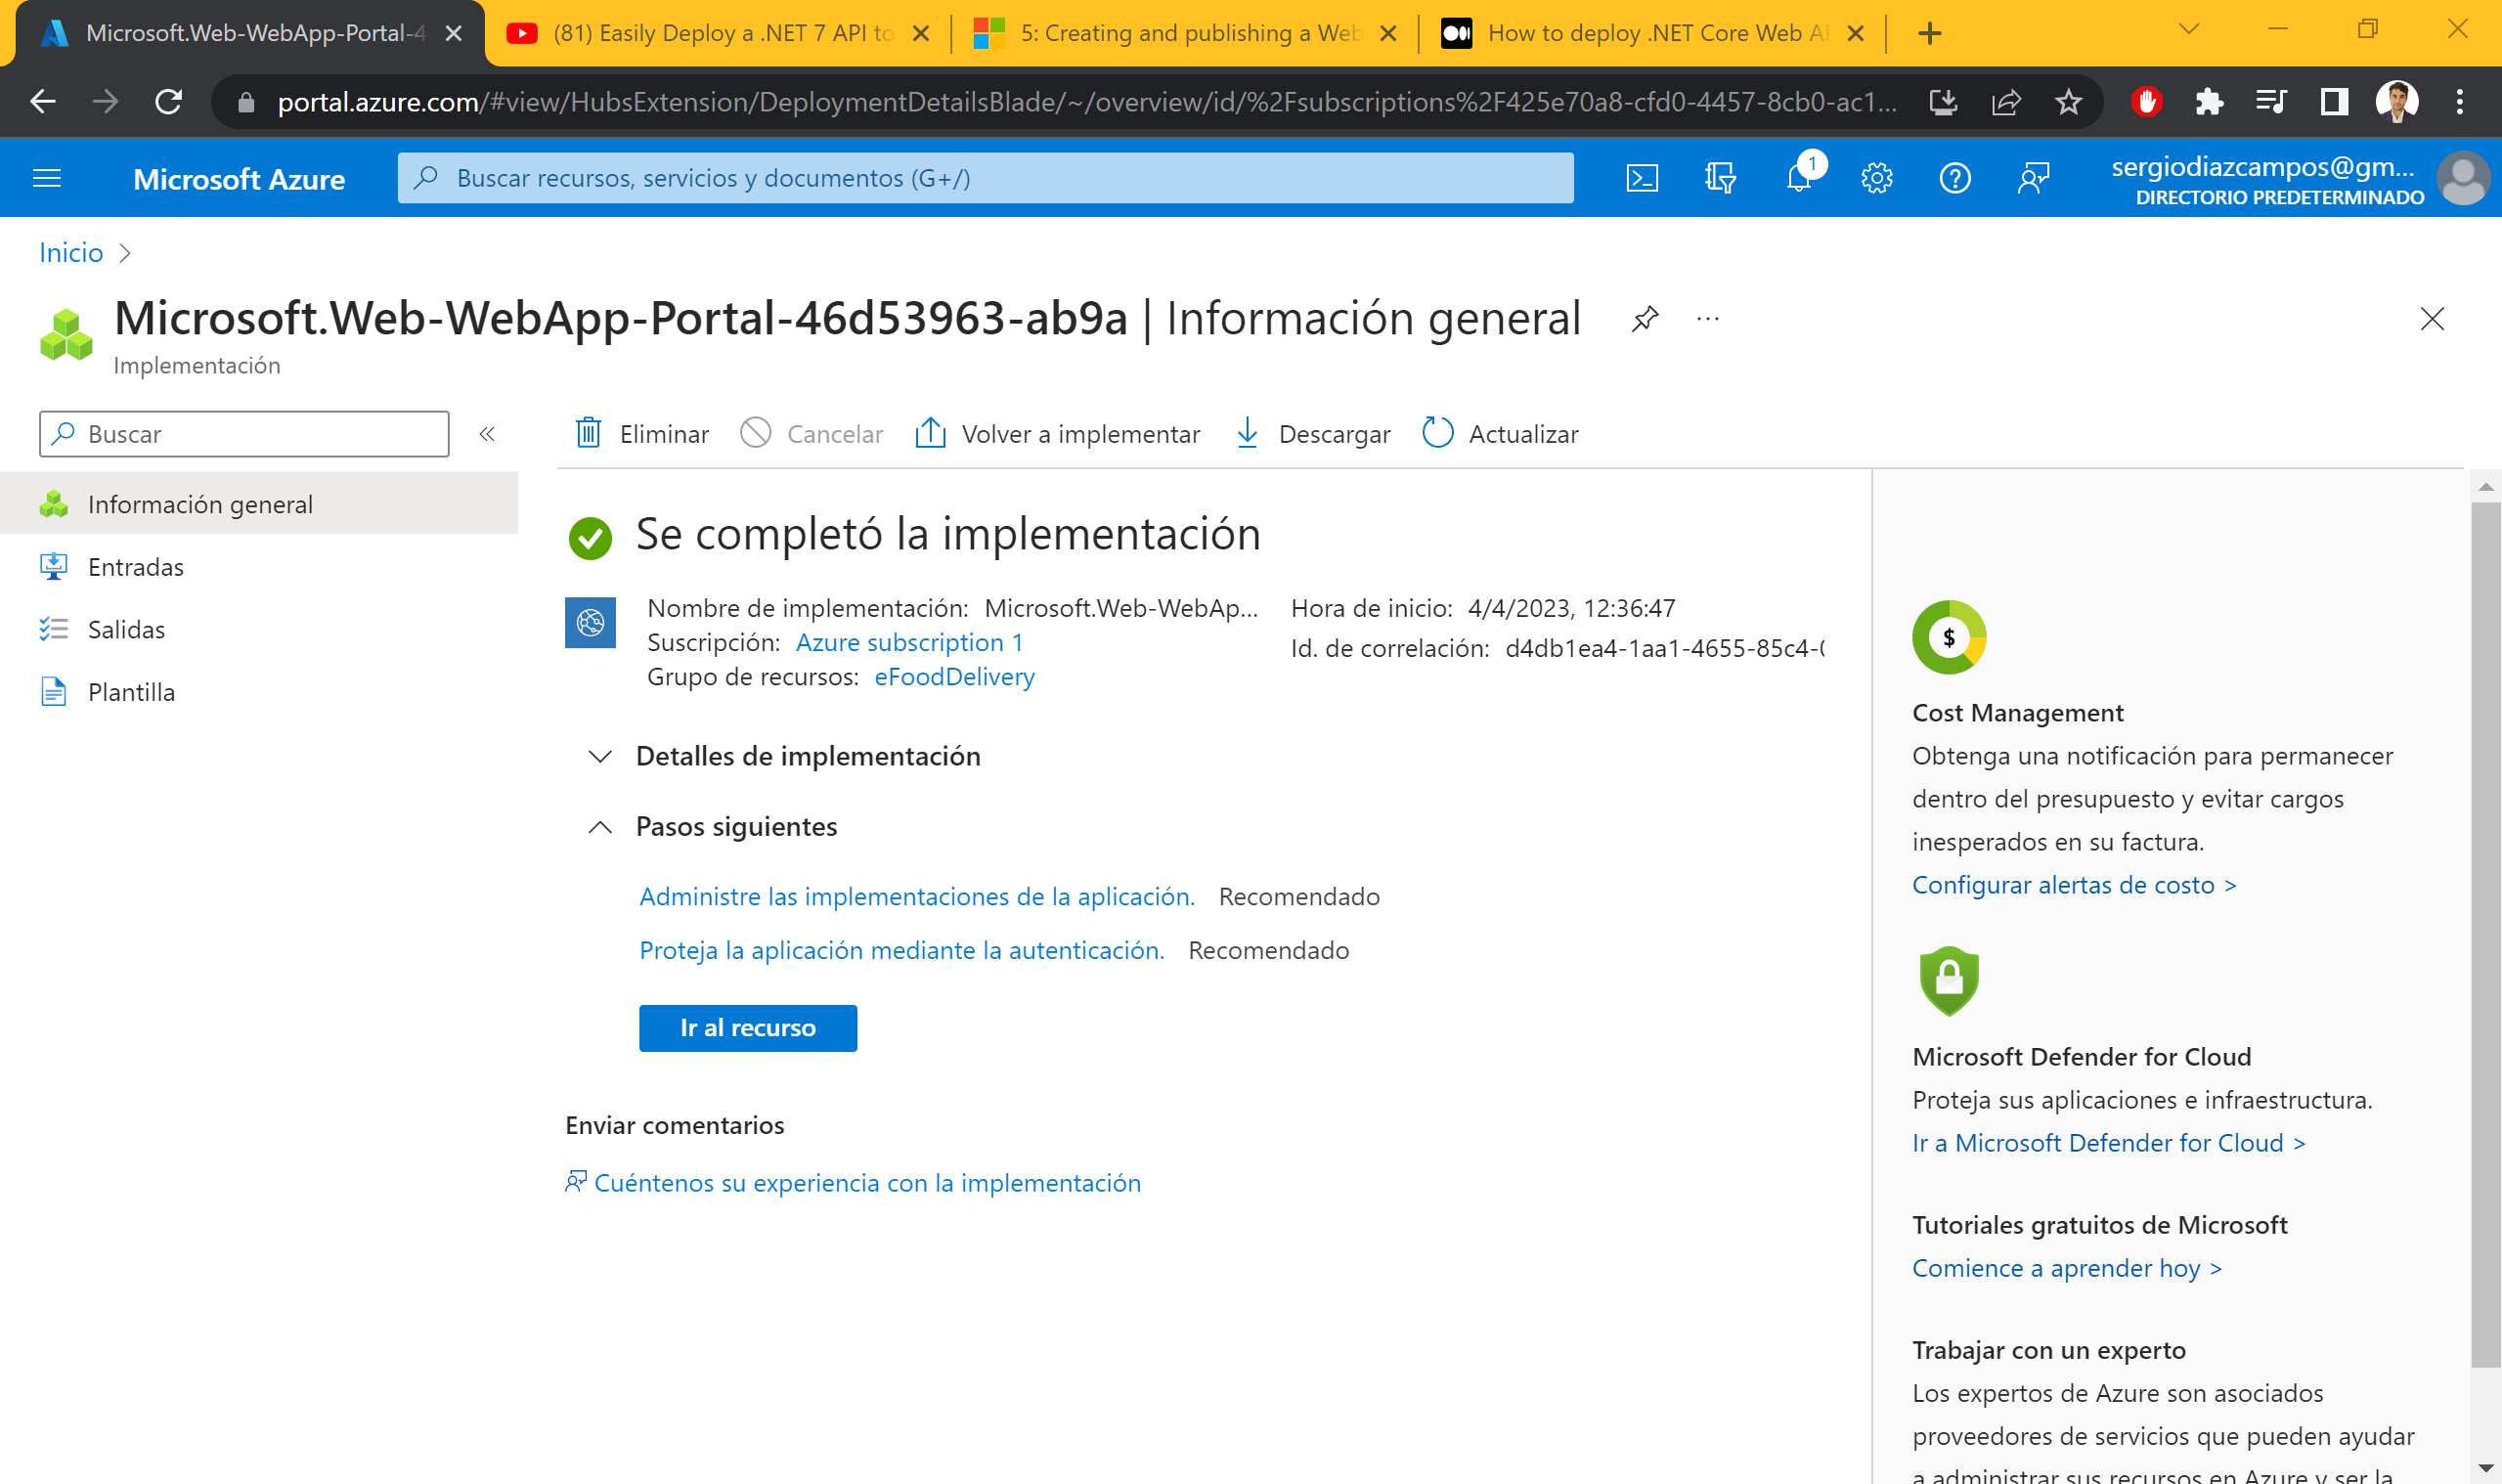 Microsoft.Web-WebApp-Portal-4
(81) Easily Deploy a .NET 7 API to
5: Creating and publishing a Web
How to deploy .NET Core Web AP
portal.azure.com/#view/HubsExtension/DeploymentDetailsBlade/~/overview/id/%2Fsubscriptions%2F425e70a8-cfd0-4457-8cb0-ac1...
Microsoft Azure
Buscar recursos, servicios y documentos (G+/)
1
sergiodiazcampos@gm...
DIRECTORIO PREDETERMINADO
Inicio
Microsoft.Web-WebApp-Portal-46d53963-ab9a | Información general
Implementación
Buscar
Eliminar
Cancelar
Volver a implementar
Descargar
Actualizar
Información general
Entradas
Salidas
Plantilla
Se completó la implementación
Nombre de implementación: Microsoft.Web-WebAp...
Suscripción: Azure subscription 1
Grupo de recursos: eFoodDelivery
Hora de inicio: 4/4/2023, 12:36:47
Id. de correlación: d4db1ea4-1aa1-4655-85c4-
Detalles de implementación
Pasos siguientes
Administre las implementaciones de la aplicación. Recomendado
Proteja la aplicación mediante la autenticación. Recomendado
Ir al recurso
Enviar comentarios
Cuéntenos su experiencia con la implementación
$
Cost Management
Obtenga una notificación para permanecer
dentro del presupuesto y evitar cargos
inesperados en su factura.
Configurar alertas de costo >
Microsoft Defender for Cloud
Proteja sus aplicaciones e infraestructura.
Ir a Microsoft Defender for Cloud >
Tutoriales gratuitos de Microsoft
Comience a aprender hoy >
Trabajar con un experto
Los expertos de Azure son asociados
proveedores de servicios que pueden ayudar
a administrar sus recursos en Azure y ser la